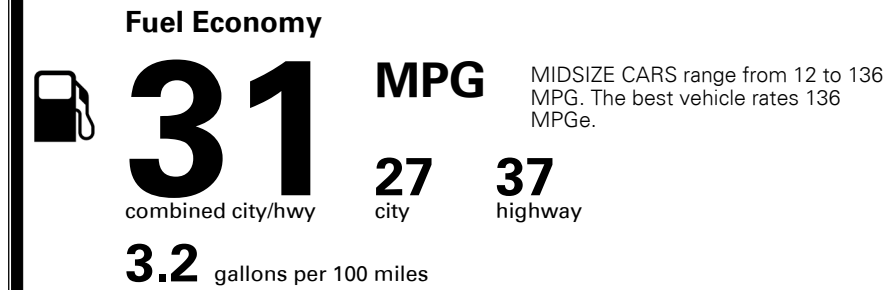 Fuel Economy
31 MPG
MIDSIZE CARS range from 12 to 136
MPG. The best vehicle rates 136
MPGe.
combined city/hwy
27
city
37
highway
3.2 gallons per 100 miles